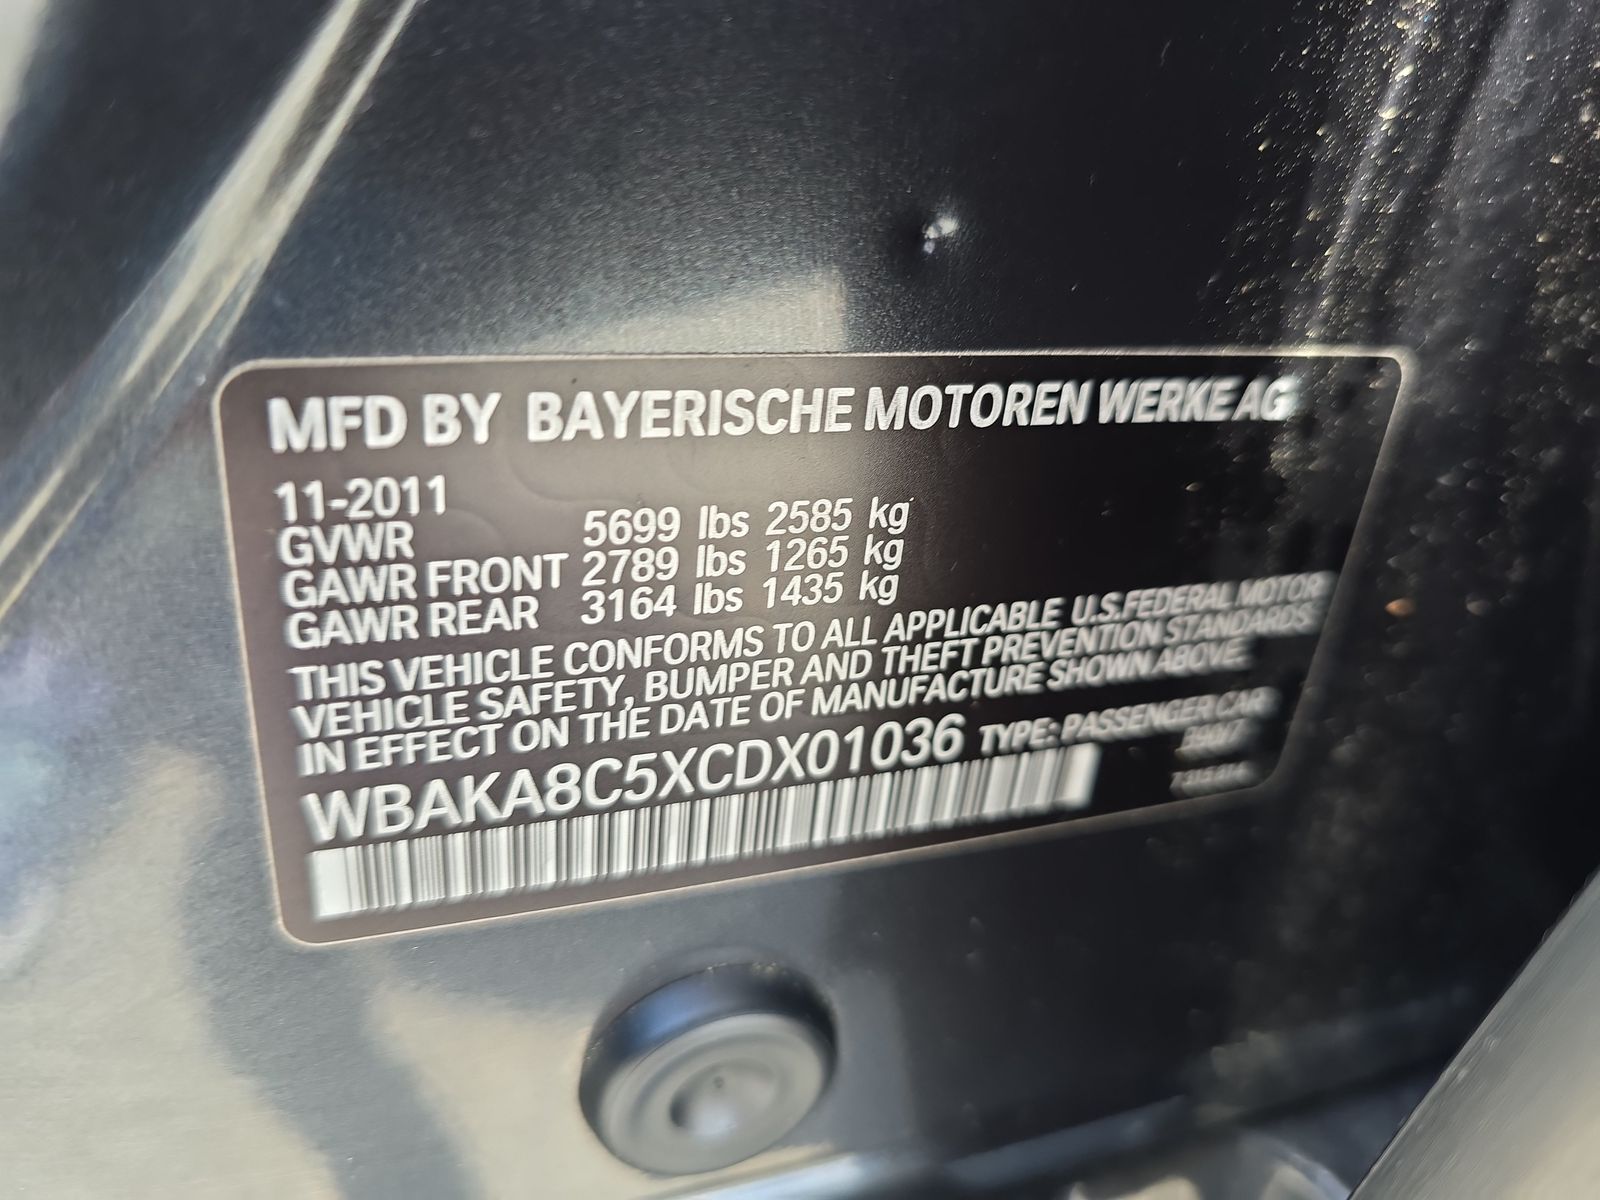 MFD BY BAYERISCHE MOTOREN WERKE AG
11-2011
GVWR 5699 lbs 2585 kg
GAWR FRONT 2789 lbs 1265 kg
GAWR REAR 3164 lbs 1435 kg
THIS VEHICLE CONFORMS TO ALL APPLICABLE U.S.FEDERAL MOTOR
VEHICLE SAFETY, BUMPER AND THEFT PREVENTION STANDARDS
IN EFFECT ON THE DATE OF MANUFACTURE SHOWN ABOVE.
WBAKA8C5XCDX01036 TYPE: PASSENGER CAR